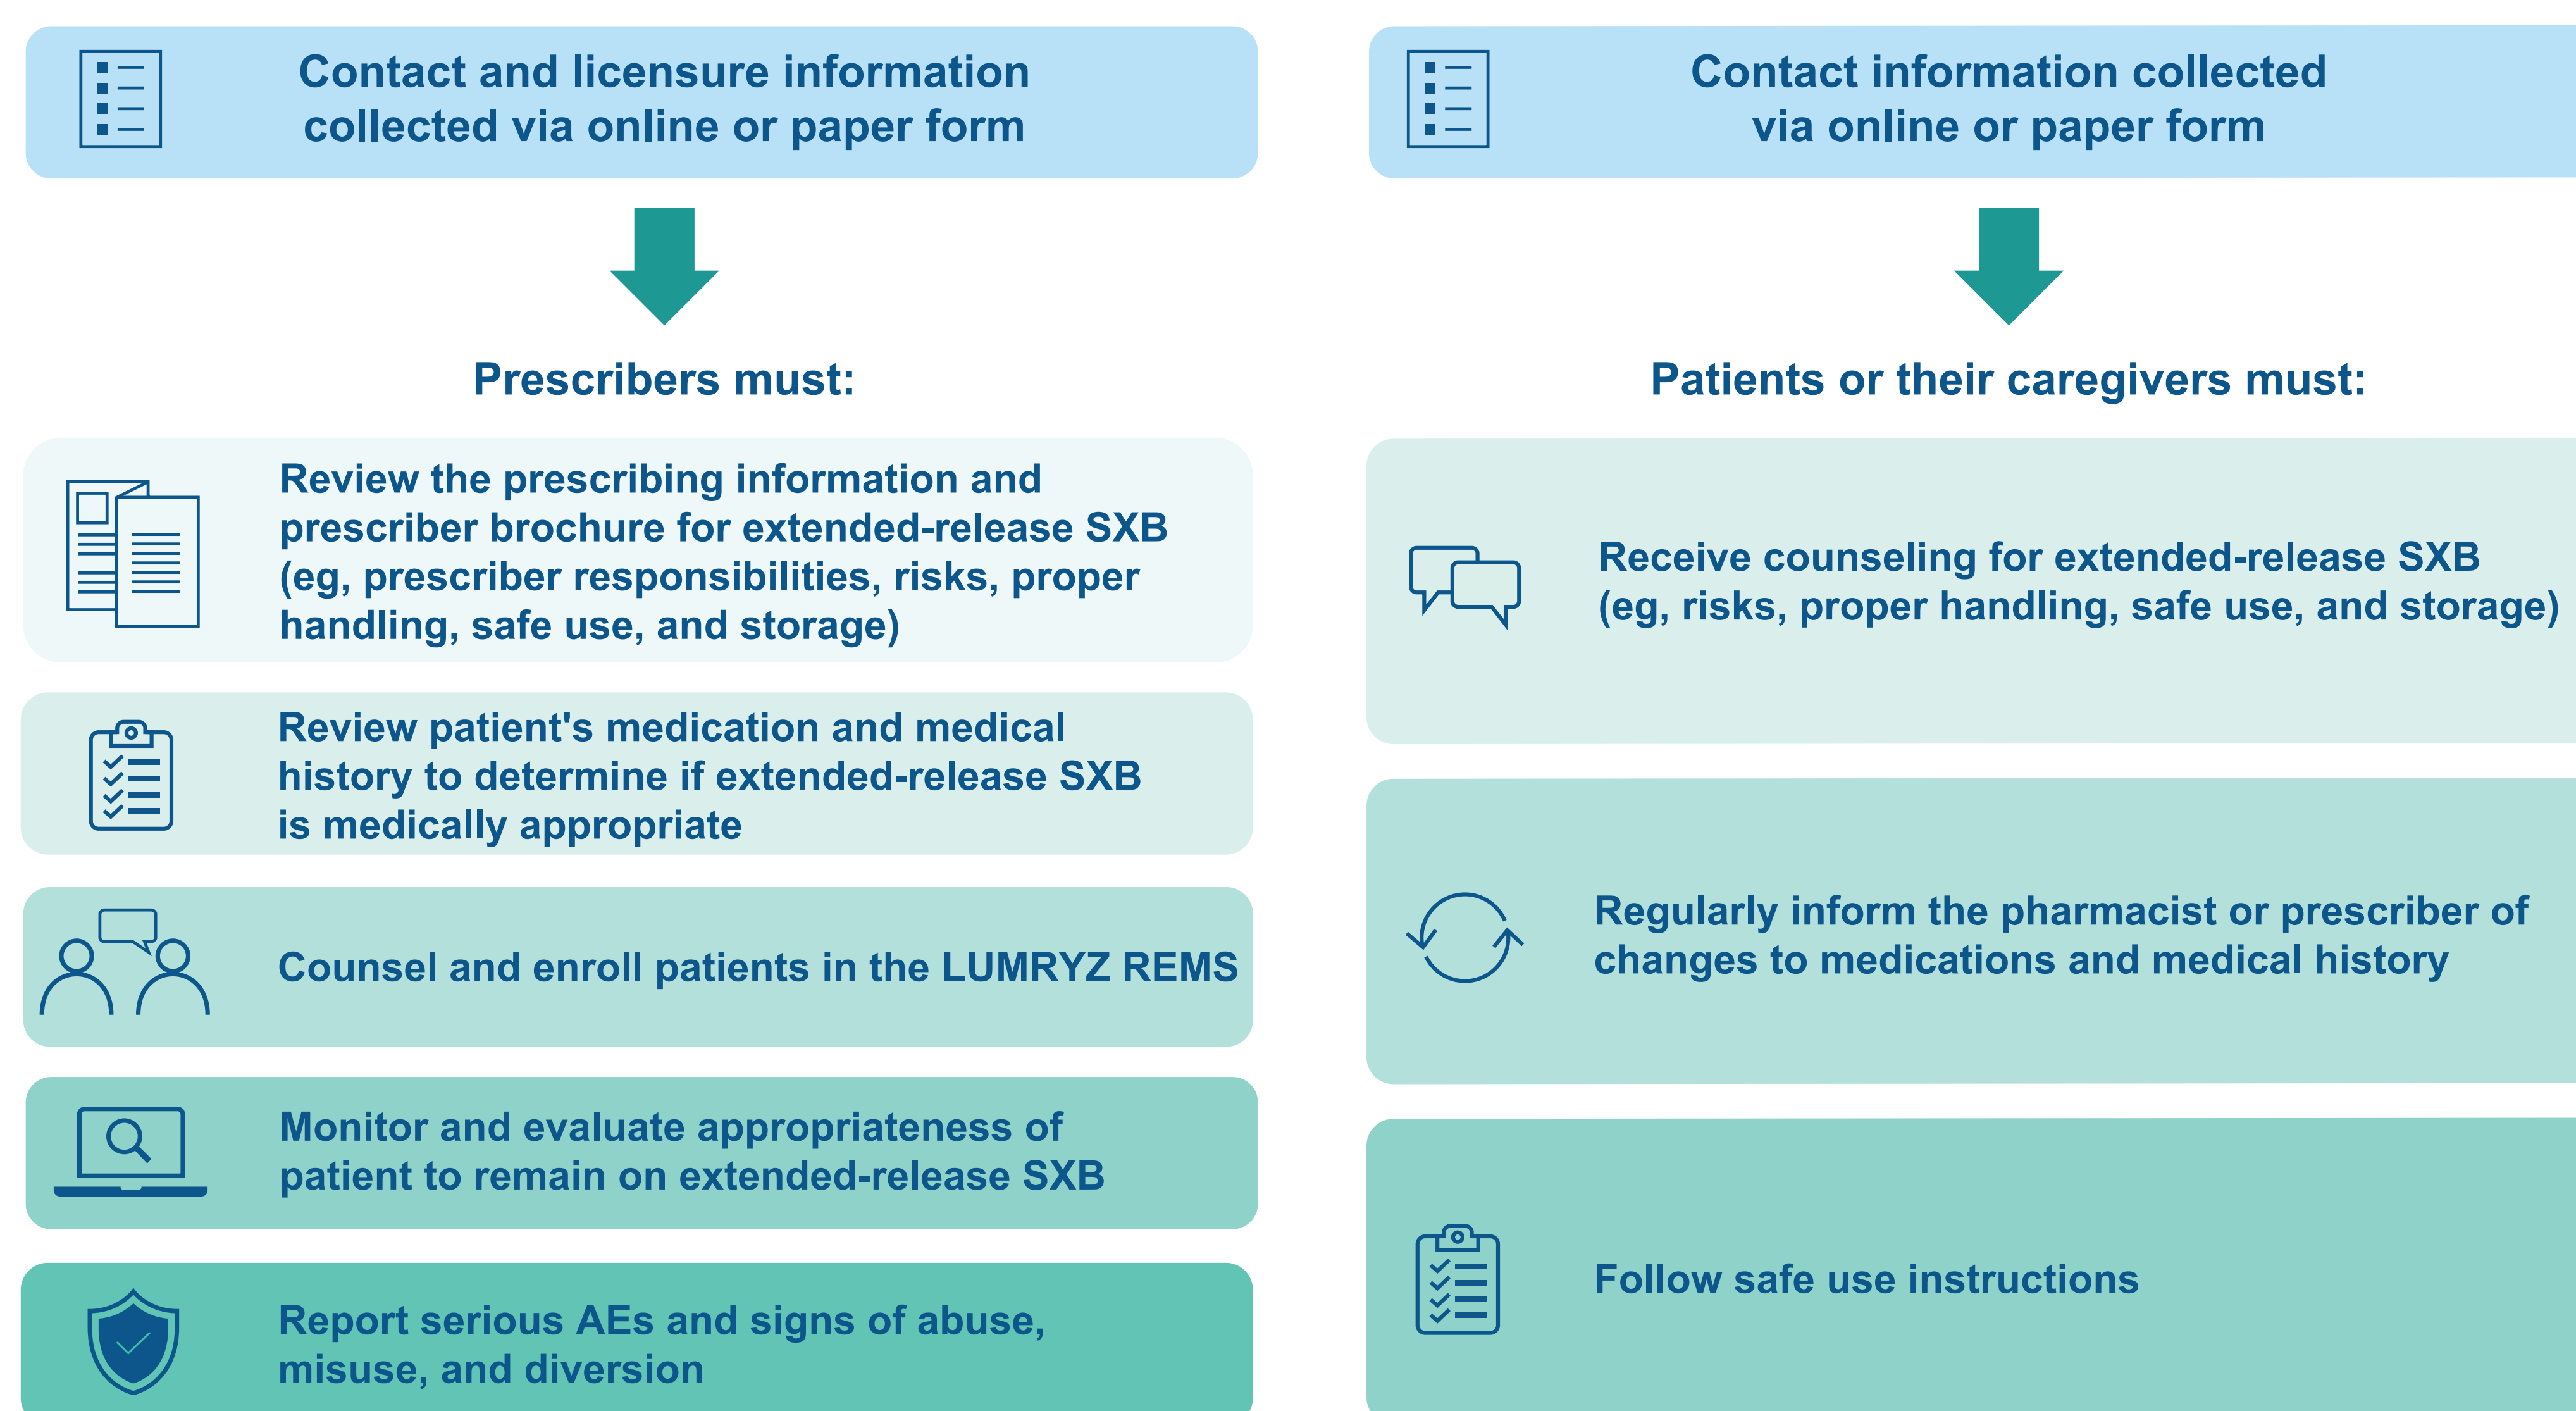 Contact and licensure information
collected via online or paper form
Prescribers must:
Review the prescribing information and
prescriber brochure for extended-release SXB
(eg, prescriber responsibilities, risks, proper
handling, safe use, and storage)
Review patient's medication and medical
history to determine if extended-release SXB
is medically appropriate
Counsel and enroll patients in the LUMRYZ REMS
Monitor and evaluate appropriateness of
patient to remain on extended-release SXB
Report serious AEs and signs of abuse,
misuse, and diversion
Contact information collected
via online or paper form
Patients or their caregivers must:
Receive counseling for extended-release SXB
(eg, risks, proper handling, safe use, and storage)
Regularly inform the pharmacist or prescriber of
changes to medications and medical history
Follow safe use instructions